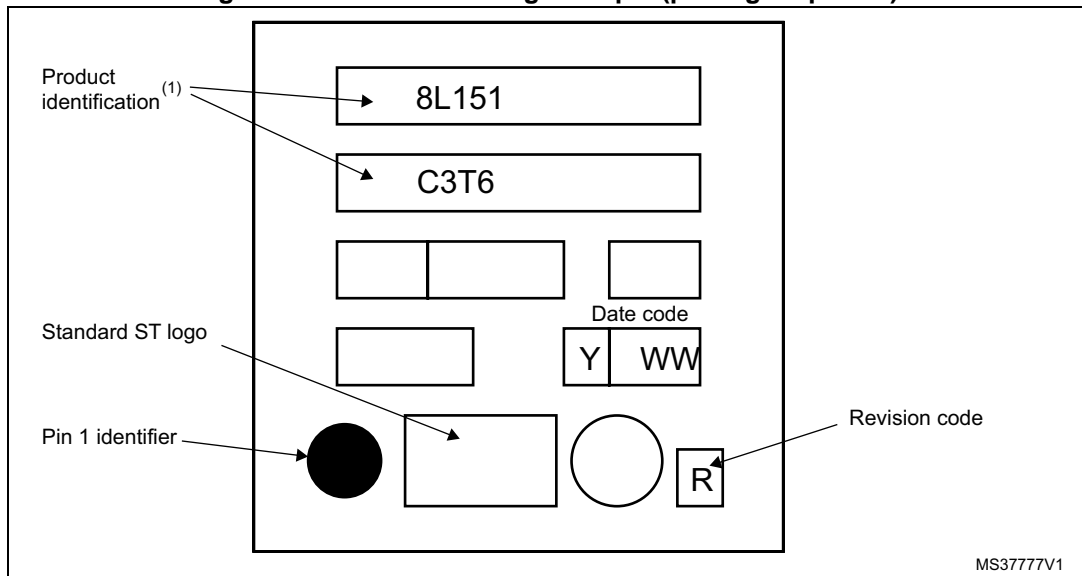 Product
identification (1)
8L151
C3T6
Date code
Standard ST logo
Y WW
Pin 1 identifier
Revision code
R
MS37777V1